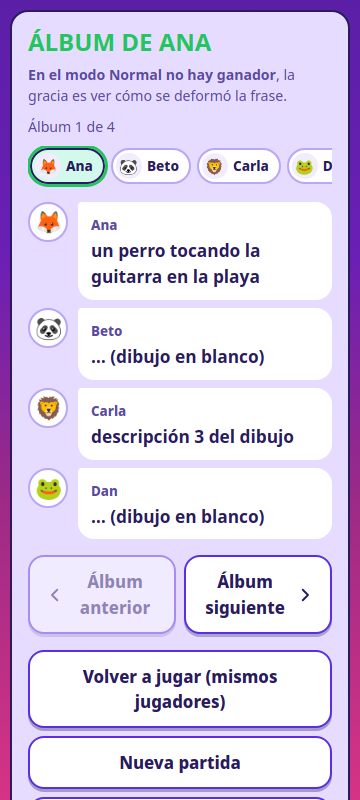 ÁLBUM DE ANA
En el modo Normal no hay ganador, la
gracia es ver cómo se deformó la frase.
Álbum 1 de 4
Ana
Beto
Carla
D
Ana
un perro tocando la
guitarra en la playa
Beto
... (dibujo en blanco)
Carla
descripción 3 del dibujo
Dan
... (dibujo en blanco)
Álbum
anterior
Álbum
siguiente
Volver a jugar (mismos
jugadores)
Nueva partida